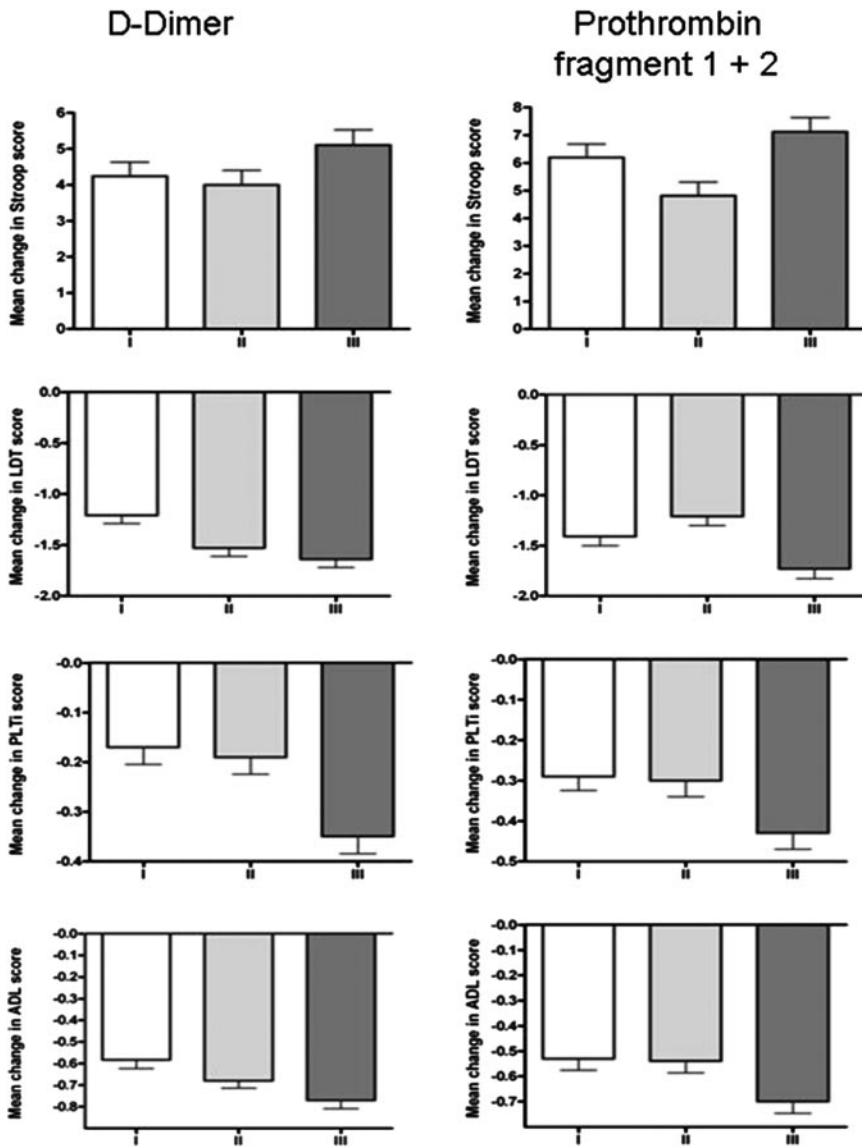 D-Dimer
Prothrombin
fragment 1 + 2
Mean change in Stroop score
6
5
4
3
2
1
0
I
II
III
Mean change in Stroop score
8
7
6
5
4
3
2
1
0
I
II
III
Mean change in LDT score
0.0
-0.5
-1.0
-1.5
-2.0
I
II
III
Mean change in LDT score
0.0
-0.5
-1.0
-1.5
-2.0
I
II
III
Mean change in PLTi score
-0.0
-0.1
-0.2
-0.3
-0.4
I
II
III
Mean change in PLTi score
-0.0
-0.1
-0.2
-0.3
-0.4
-0.5
I
II
III
Mean change in ADL score
-0.0
-0.1
-0.2
-0.3
-0.4
-0.5
-0.6
-0.7
-0.8
I
II
III
Mean change in ADL score
-0.0
-0.1
-0.2
-0.3
-0.4
-0.5
-0.6
-0.7
I
II
III